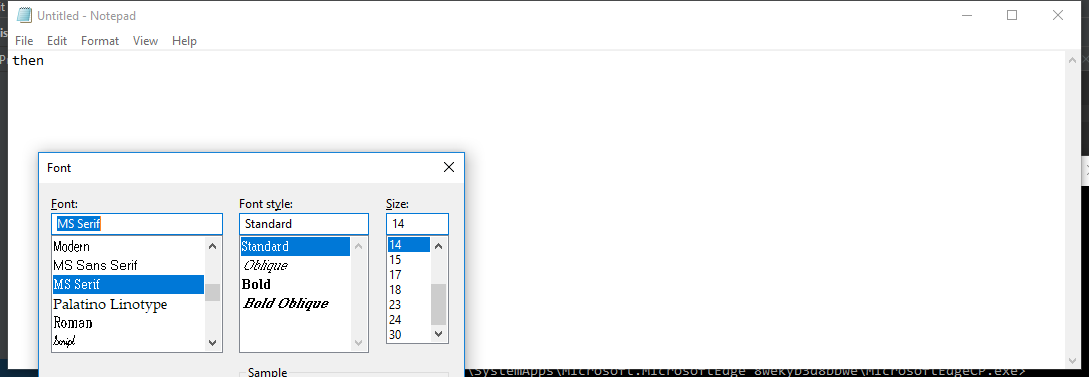 Untitled - Notepad
File Edit Format View Help
then
Font
Font: Font style: Size:
MS Serif Standard 14
Modern Standard 14
MS Sans Serif Oblique 15
MS Serif Bold 17
Palatino Linotype Bold Oblique 18
Roman 23
Script 24
30
Sample
\SystemApps\Microsoft.MicrosoftEdge_8wekyb3d8bbwe\MicrosoftEdgeCP.exe>